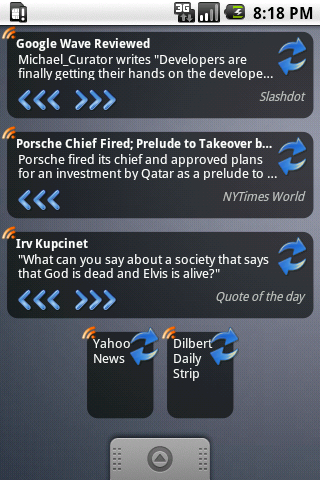 3G 8:18 PM
Google Wave Reviewed
Michael_Curator writes "Developers are
finally getting their hands on the develope...
Slashdot
Porsche Chief Fired; Prelude to Takeover b...
Porsche fired its chief and approved plans
for an investment by Qatar as a prelude to ...
NYTimes World
Irv Kupcinet
"What can you say about a society that says
that God is dead and Elvis is alive?"
Quote of the day
Yahoo
News
Dilbert
Daily
Strip